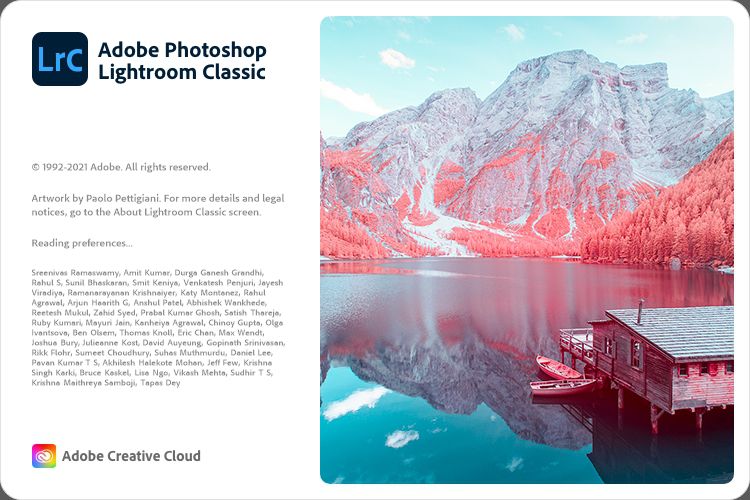 LrC
Adobe Photoshop
Lightroom Classic
© 1992-2021 Adobe. All rights reserved.
Artwork by Paolo Pettigiani. For more details and legal
notices, go to the About Lightroom Classic screen.
Reading preferences...
Sreenivas Ramaswamy, Amit Kumar, Durga Ganesh Grandhi,
Rahul S, Sunil Bhaskaran, Smit Keniya, Venkatesh Penjuri, Jayesh
Viradiya, Ramanarayanan Krishnaiyer, Katy Montanez, Rahul
Agrawal, Arjun Haarith G, Anshul Patel, Abhishek Wankhede,
Reetesh Mukul, Zahid Syed, Prabal Kumar Ghosh, Satish Thareja,
Ruby Kumari, Mayuri Jain, Kanheiya Agrawal, Chinoy Gupta, Olga
Ivantsova, Ben Olsem, Thomas Knoll, Eric Chan, Max Wendt,
Joshua Bury, Julieanne Kost, David Auyeung, Gopinath Srinivasan,
Rikk Flohr, Sumeet Choudhury, Suhas Muthmurdu, Daniel Lee,
Pavan Kumar T S, Akhilesh Halekote Mohan, Jeff Few, Krishna
Singh Karki, Bruce Kaskel, Lisa Ngo, Vikash Mehta, Sudhir T S,
Krishna Maithreya Samboji, Tapas Dey
Adobe Creative Cloud